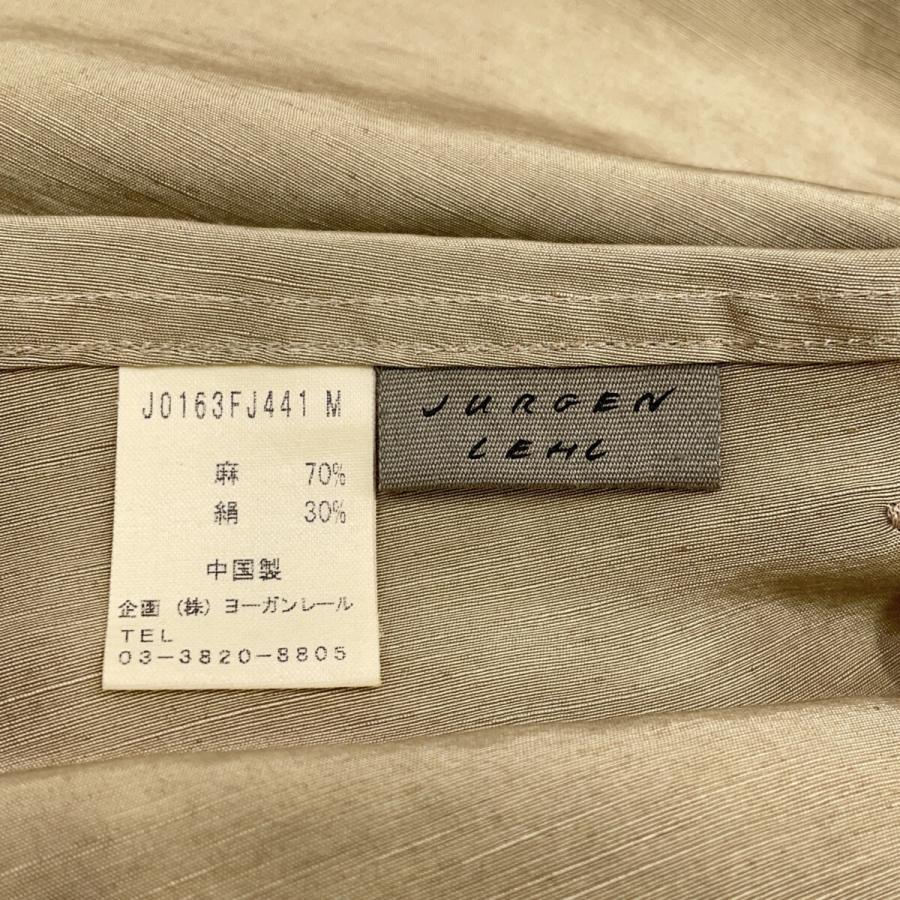 J0163FJ441 M
麻 70%
絹 30%
中国製
企画 (株) ヨーガンレール
TEL
03-3820-8805
JURGEN
LEHL